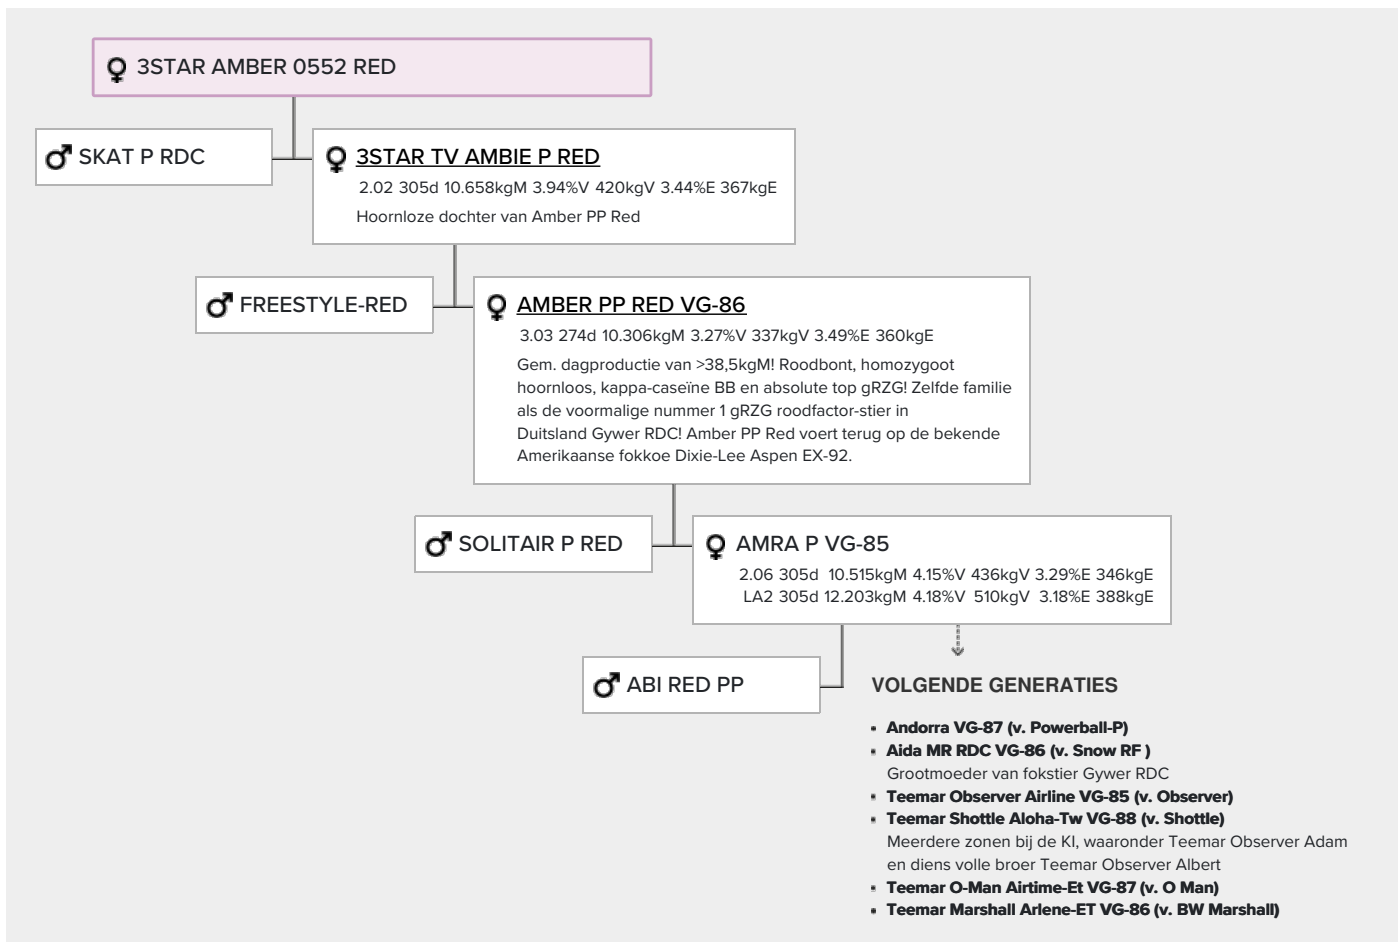 3STAR AMBER 0552 RED
SKAT P RDC
3STAR TV AMBIE P RED
2.02 305d 10.658kgM 3.94%V 420kgV 3.44%E 367kgE
Hoornloze dochter van Amber PP Red
FREESTYLE-RED
AMBER PP RED VG-86
3.03 274d 10.306kgM 3.27%V 337kgV 3.49%E 360kgE
Gem. dagproductie van >38,5kgM! Roodbont, homozygoot
hoornloos, kappa-caseïne BB en absolute top gRZG! Zelfde familie
als de voormalige nummer 1 gRZG roodfactor-stier in
Duitsland Gywer RDC! Amber PP Red voert terug op de bekende
Amerikaanse fokkoe Dixie-Lee Aspen EX-92.
SOLITAIR P RED
AMRA P VG-85
2.06 305d 10.515kgM 4.15%V 436kgV 3.29%E 346kgE
LA2 305d 12.203kgM 4.18%V 510kgV 3.18%E 388kgE
ABI RED PP
VOLGENDE GENERATIES
Andorra VG-87 (v. Powerball-P)
Aida MR RDC VG-86 (v. Snow RF )
Grootmoeder van fokstier Gywer RDC
Teemar Observer Airline VG-85 (v. Observer)
Teemar Shottle Aloha-Tw VG-88 (v. Shottle)
Meerdere zonen bij de KI, waaronder Teemar Observer Adam
en diens volle broer Teemar Observer Albert
Teemar O-Man Airtime-Et VG-87 (v. O Man)
Teemar Marshall Arlene-ET VG-86 (v. BW Marshall)